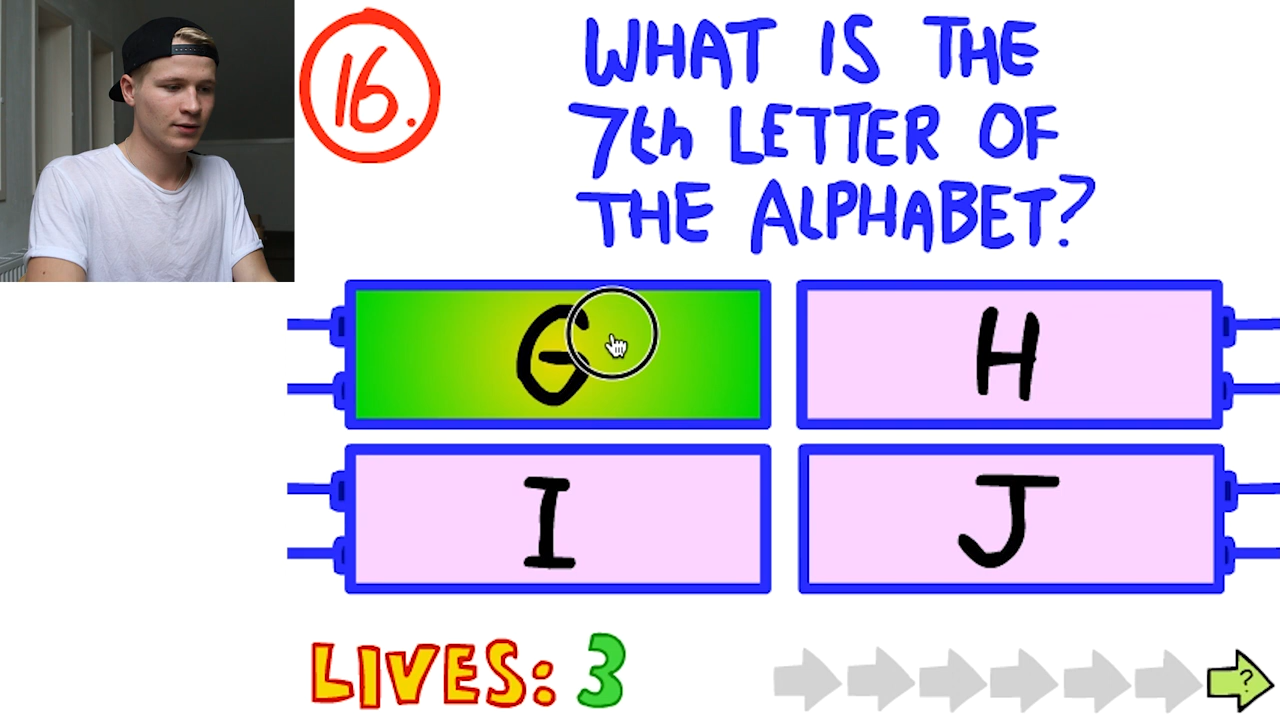 16.
WHAT IS THE
7th LETTER OF
THE ALPHABET?
G
H
I
J
LIVES: 3
?